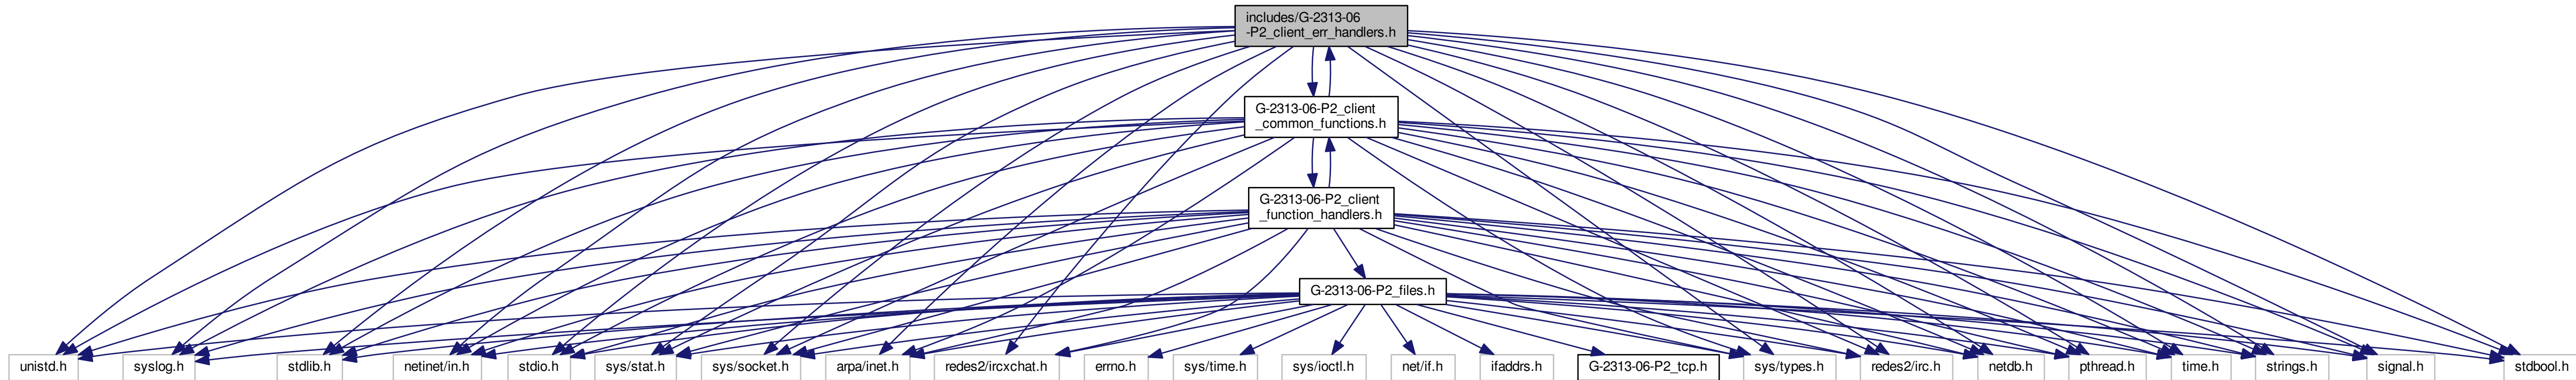 includes/G-2313-06
-P2_client_err_handlers.h
G-2313-06-P2_client
_common_functions.h
G-2313-06-P2_client
_function_handlers.h
G-2313-06-P2_files.h
unistd.h
syslog.h
stdlib.h
netinet/in.h
stdio.h
sys/stat.h
sys/socket.h
arpa/inet.h
redes2/ircxchat.h
errno.h
sys/time.h
sys/ioctl.h
net/if.h
ifaddrs.h
G-2313-06-P2_tcp.h
sys/types.h
redes2/irc.h
netdb.h
pthread.h
time.h
strings.h
signal.h
stdbool.h